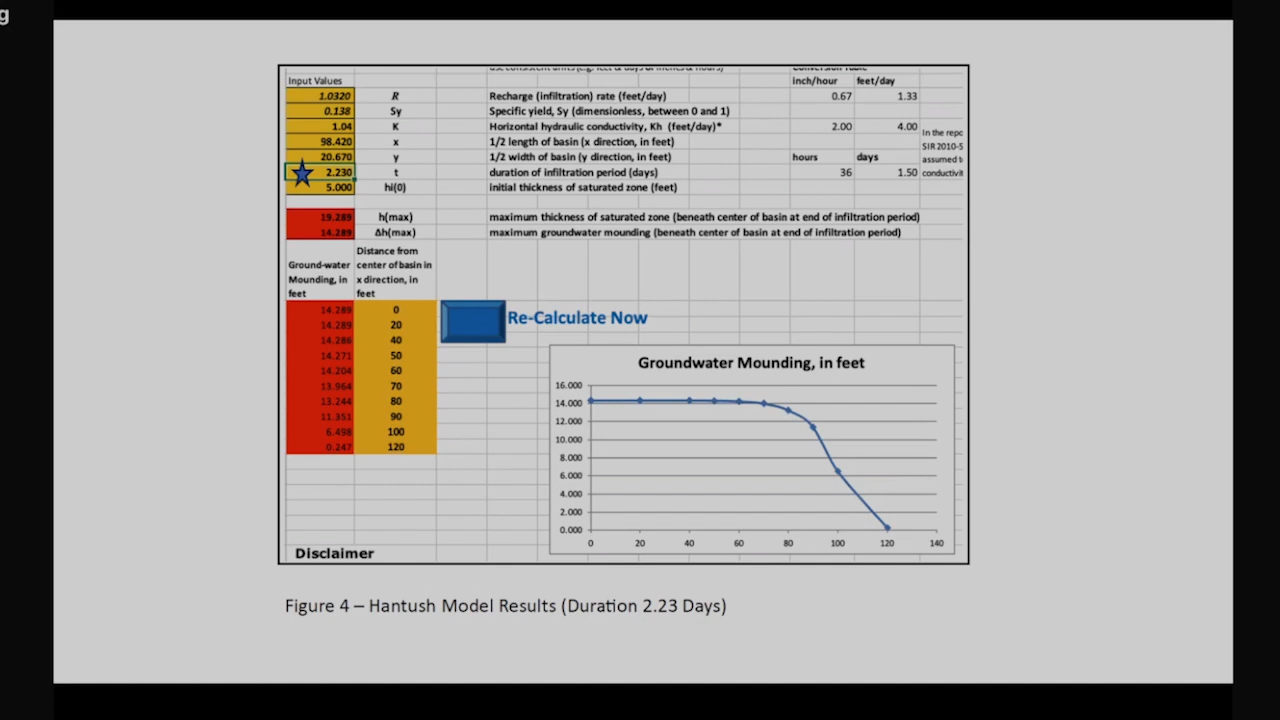 g
Input Values
inch/hour feet/day
1.0320 R Recharge (infiltration) rate (feet/day) 0.67 1.33
0.138 Sy Specific yield, Sy (dimensionless, between 0 and 1)
1.04 K Horizontal hydraulic conductivity, Kh (feet/day)* 2.00 4.00
In the repo
98.420 x 1/2 length of basin (x direction, in feet)
SIR 2010-5
20.670 y 1/2 width of basin (y direction, in feet) hours days
assumed t
2.230 t duration of infiltration period (days) 36 1.50 conductivit
5.000 hi(0) initial thickness of saturated zone (feet)
19.289 h(max) maximum thickness of saturated zone (beneath center of basin at end of infiltration period)
14.289 Δh(max) maximum groundwater mounding (beneath center of basin at end of infiltration period)
Ground-water Mounding, in feet
Distance from center of basin in x direction, in feet
14.289 0
14.289 20
14.286 40
14.271 50
14.204 60
13.964 70
13.244 80
11.351 90
6.498 100
0.247 120
Re-Calculate Now
Groundwater Mounding, in feet
16.000
14.000
12.000
10.000
8.000
6.000
4.000
2.000
0.000
0 20 40 60 80 100 120 140
Disclaimer
Figure 4 – Hantush Model Results (Duration 2.23 Days)